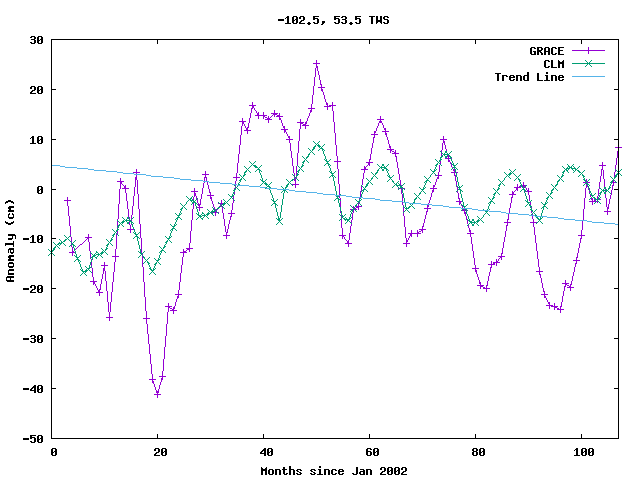 -102.5, 53.5 TWS
GRACE
CLM
Trend Line
30
20
10
0
-10
-20
-30
-40
-50
Anomaly (cm)
0 20 40 60 80 100
Months since Jan 2002